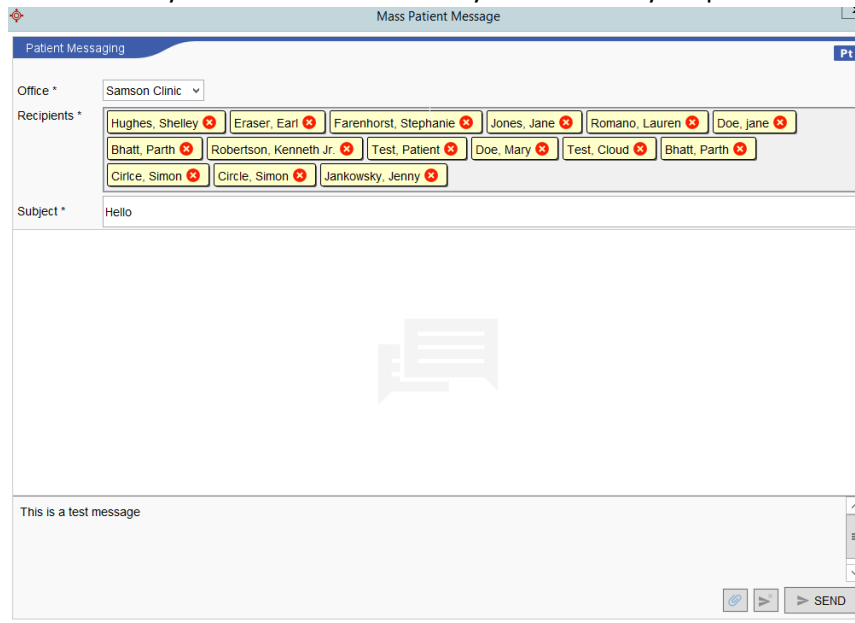 Mass Patient Message
Patient Messaging
Pt
Office * Samson Clinic
Recipients * Hughes, Shelley Eraser, Earl Farenhorst, Stephanie Jones, Jane Romano, Lauren Doe, jane
Bhatt, Parth Robertson, Kenneth Jr. Test, Patient Doe, Mary Test, Cloud Bhatt, Parth
Cirlce, Simon Circle, Simon Jankowsky, Jenny
Subject * Hello
This is a test message
SEND